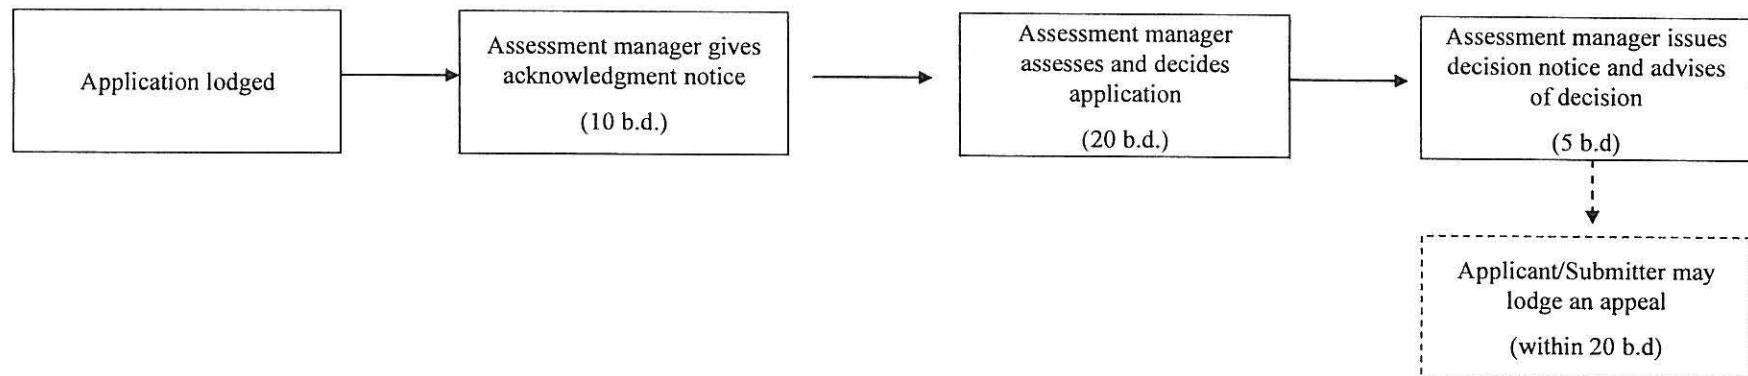 Application lodged
Assessment manager gives
acknowledgment notice
(10 b.d.)
Assessment manager
assesses and decides
application
(20 b.d.)
Assessment manager issues
decision notice and advises
of decision
(5 b.d)
Applicant/Submitter may
lodge an appeal
(within 20 b.d)